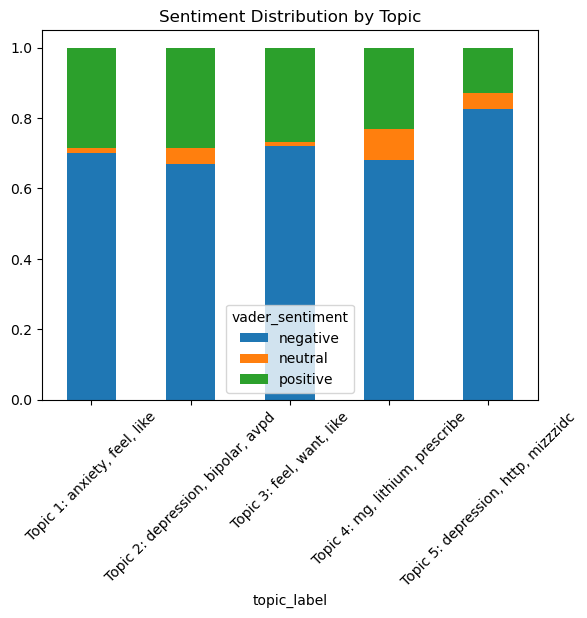 Sentiment Distribution by Topic
1.0
0.8
0.6
0.4
0.2
0.0
vader_sentiment
negative
neutral
positive
Topic 1: anxiety, feel, like
Topic 2: depression, bipolar, avpd
Topic 3: feel, want, like
Topic 4: mg, lithium, prescribe
Topic 5: depression, http, mizzzidc
topic_label